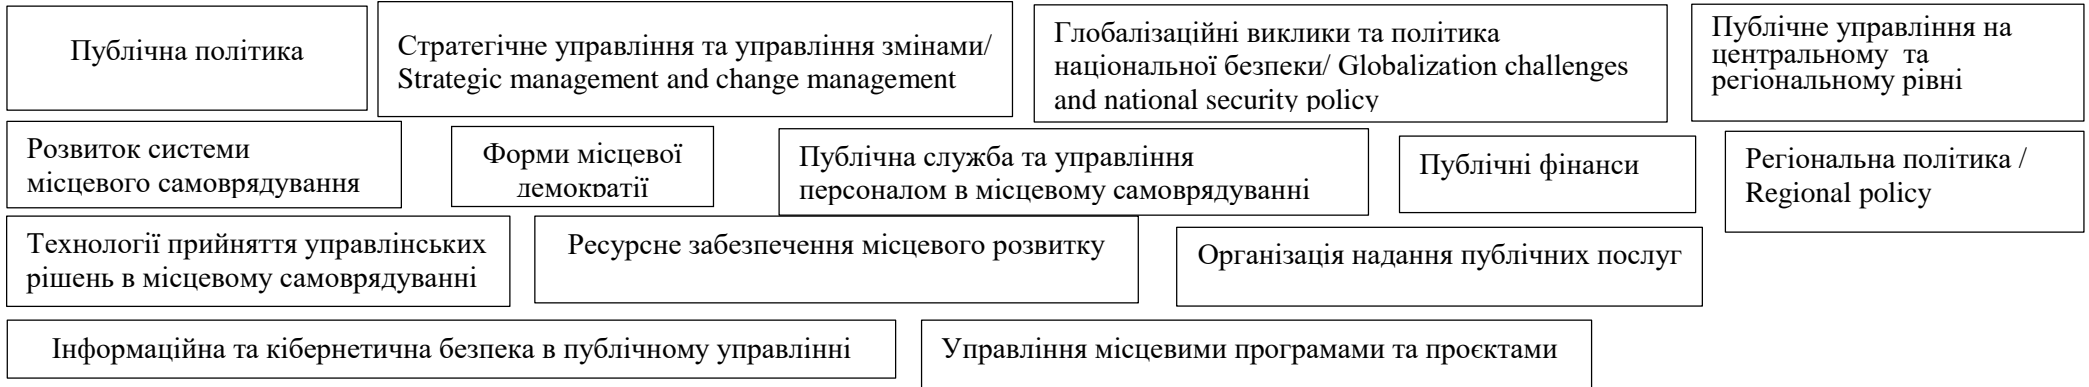 Публічна політика
Стратегічне управління та управління змінами/
Strategic management and change management
Глобалізаційні виклики та політика
національної безпеки/ Globalization challenges
and national security policy
Публічне управління на
центральному та
регіональному рівні
Розвиток системи
місцевого самоврядування
Форми місцевої
демократії
Публічна служба та управління
персоналом в місцевому самоврядуванні
Публічні фінанси
Регіональна політика /
Regional policy
Технології прийняття управлінських
рішень в місцевому самоврядуванні
Ресурсне забезпечення місцевого розвитку
Організація надання публічних послуг
Інформаційна та кібернетична безпека в публічному управлінні
Управління місцевими програмами та проєктами